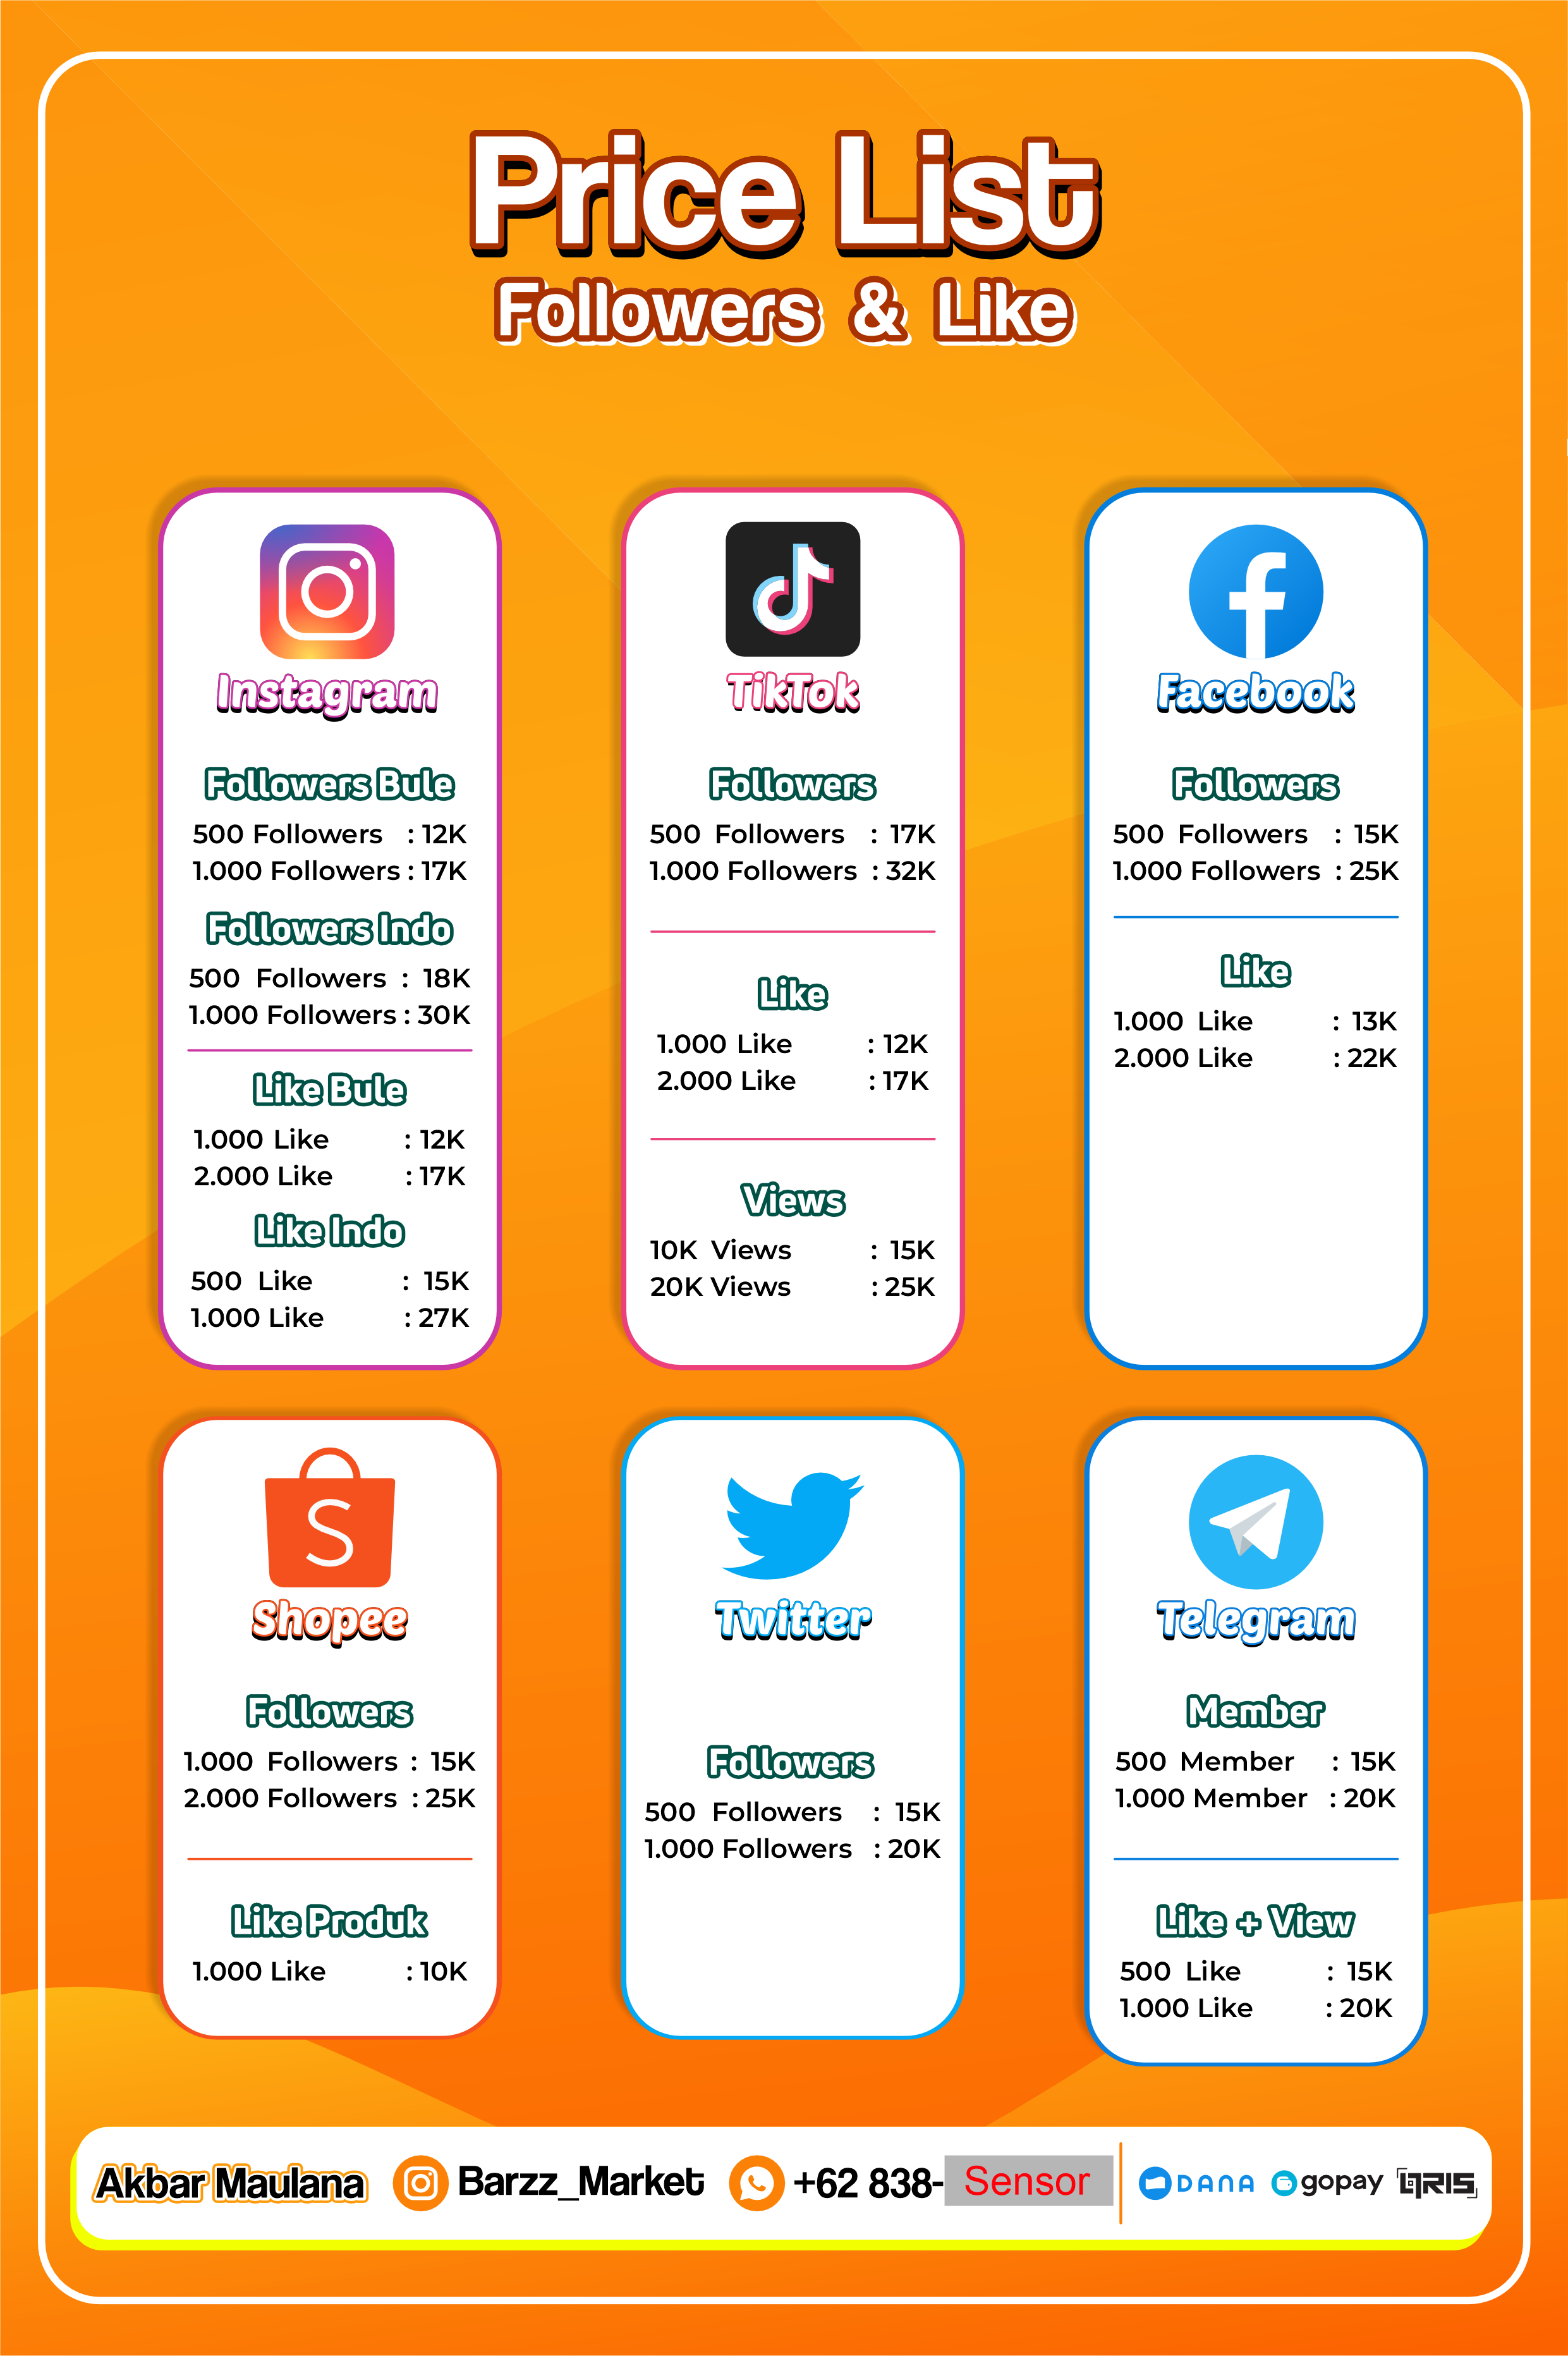 Price List
Followers & Like
Instagram
Followers Bule
500 Followers : 12K
1.000 Followers : 17K
Followers Indo
500 Followers : 18K
1.000 Followers : 30K
Like Bule
1.000 Like : 12K
2.000 Like : 17K
Like Indo
500 Like : 15K
1.000 Like : 27K
TikTok
Followers
500 Followers : 17K
1.000 Followers : 32K
Like
1.000 Like : 12K
2.000 Like : 17K
Views
10K Views : 15K
20K Views : 25K
Facebook
Followers
500 Followers : 15K
1.000 Followers : 25K
Like
1.000 Like : 13K
2.000 Like : 22K
S
Shopee
Followers
1.000 Followers : 15K
2.000 Followers : 25K
Like Produk
1.000 Like : 10K
Twitter
Followers
500 Followers : 15K
1.000 Followers : 20K
Telegram
Member
500 Member : 15K
1.000 Member : 20K
Like + View
500 Like : 15K
1.000 Like : 20K
Akbar Maulana Barzz_Market +62 838- Sensor DANA gopay QRIS